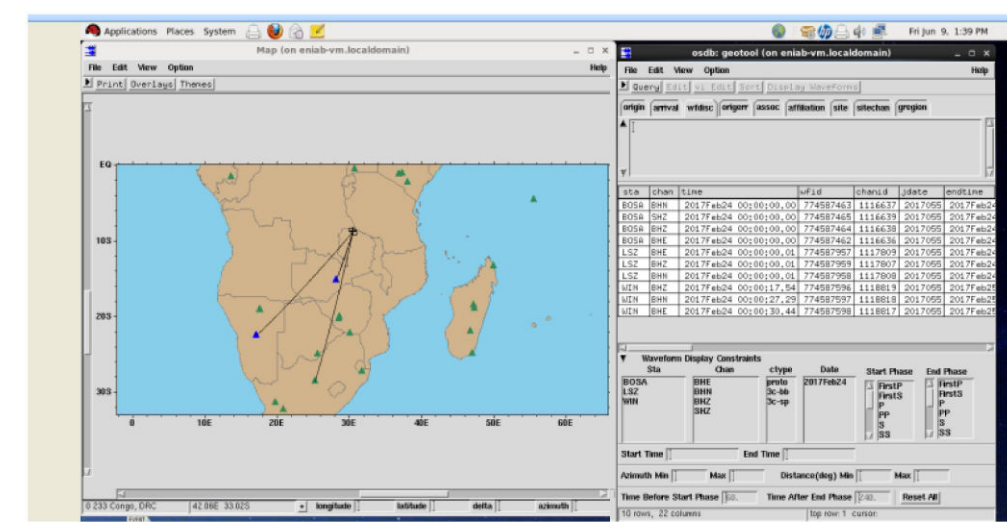 Applications Places System Fri Jun 9, 1:39 PM
Map (on eniab-vm.localdomain)
File Edit View Option Help
Print Overlays Themes
EQ
10S
20S
30S
0 10E 20E 30E 40E 50E 60E
0.233 Congo, DRC 42.08E 33.02S longitude latitude delta azimuth
osdb: geotool (on eniab-vm.localdomain)
File Edit View Option Help
Query Edit vi Edit Sort Display Waveforms
origin arrival wfdisc origerr assoc affiliation site sitechan gregion
sta chan time wfid chanid jdate endtime
BOSA BHN 2017Feb24 00:00:00.00 774587463 1116637 2017055 2017Feb24
BOSA SHZ 2017Feb24 00:00:00.00 774587465 1116639 2017055 2017Feb24
BOSA BHZ 2017Feb24 00:00:00.00 774587464 1116638 2017055 2017Feb24
BOSA BHE 2017Feb24 00:00:00.00 774587462 1116636 2017055 2017Feb24
LSZ BHE 2017Feb24 00:00:00.01 774587957 1117809 2017055 2017Feb24
LSZ BHZ 2017Feb24 00:00:00.01 774587959 1117807 2017055 2017Feb24
LSZ BHN 2017Feb24 00:00:00.01 774587958 1117808 2017055 2017Feb24
WIN BHZ 2017Feb24 00:00:17.54 774587596 1118819 2017055 2017Feb25
WIN BHN 2017Feb24 00:00:27.29 774587597 1118818 2017055 2017Feb25
WIN BHE 2017Feb24 00:00:30.44 774587598 1118817 2017055 2017Feb25
Waveform Display Constraints
Sta Chan ctype Date Start Phase End Phase
BOSA BHE proto 2017Feb24 FirstP FirstP
LSZ BHN 3c-bb FirstS FirstS
WIN BHZ 3c-sp P P
SHZ PP PP
S S
SS SS
Start Time End Time
Azimuth Min Max Distance(deg) Min Max
Time Before Start Phase 60. Time After End Phase 240. Reset All
10 rows, 22 columns top row: 1 cursor: